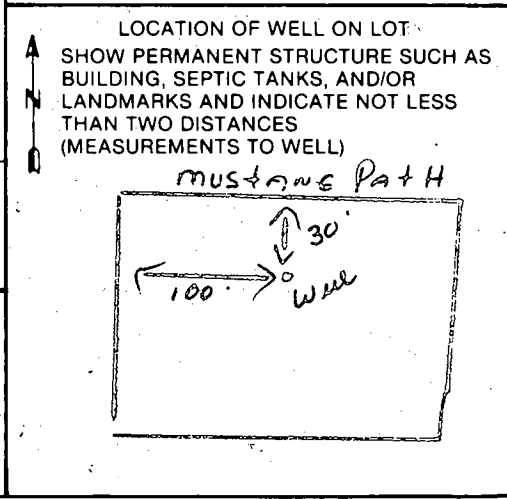 LOCATION OF WELL ON LOT
SHOW PERMANENT STRUCTURE SUCH AS
BUILDING, SEPTIC TANKS, AND/OR
N LANDMARKS AND INDICATE NOT LESS
THAN TWO DISTANCES
(MEASUREMENTS TO WELL)
MUSTANG PATH
30'
100'
Well